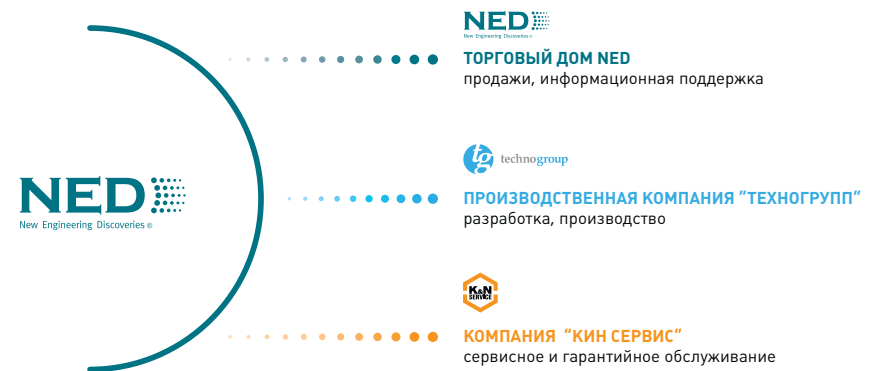 NED
New Engineering Discoveries ®
NED
New Engineering Discoveries ®
ТОРГОВЫЙ ДОМ NED
продажи, информационная поддержка
tg technogroup
ПРОИЗВОДСТВЕННАЯ КОМПАНИЯ “ТЕХНОГРУПП”
разработка, производство
K&N
SERVICE
КОМПАНИЯ “КИН СЕРВИС”
сервисное и гарантийное обслуживание